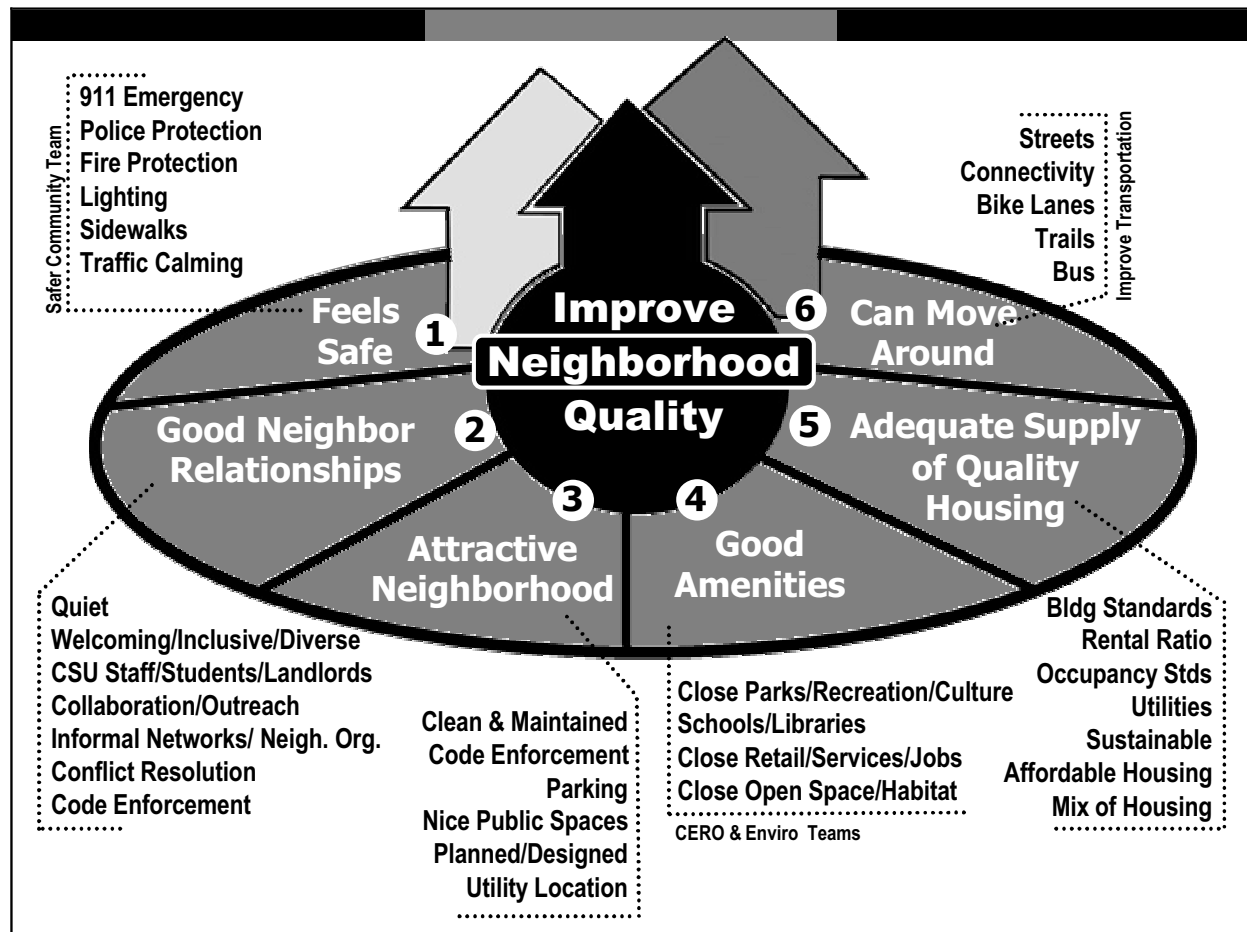 911 Emergency
Police Protection
Fire Protection
Lighting
Sidewalks
Traffic Calming
Safer Community Team
Streets
Connectivity
Bike Lanes
Trails
Bus
Improve Transportation
Improve
Neighborhood
Quality
1
Feels
Safe
2
Good Neighbor
Relationships
3
Attractive
Neighborhood
4
Good
Amenities
5
Adequate Supply
of Quality
Housing
6
Can Move
Around
Quiet
Welcoming/Inclusive/Diverse
CSU Staff/Students/Landlords
Collaboration/Outreach
Informal Networks/ Neigh. Org.
Conflict Resolution
Code Enforcement
Clean & Maintained
Code Enforcement
Parking
Nice Public Spaces
Planned/Designed
Utility Location
Close Parks/Recreation/Culture
Schools/Libraries
Close Retail/Services/Jobs
Close Open Space/Habitat
CERO & Enviro Teams
Bldg Standards
Rental Ratio
Occupancy Stds
Utilities
Sustainable
Affordable Housing
Mix of Housing